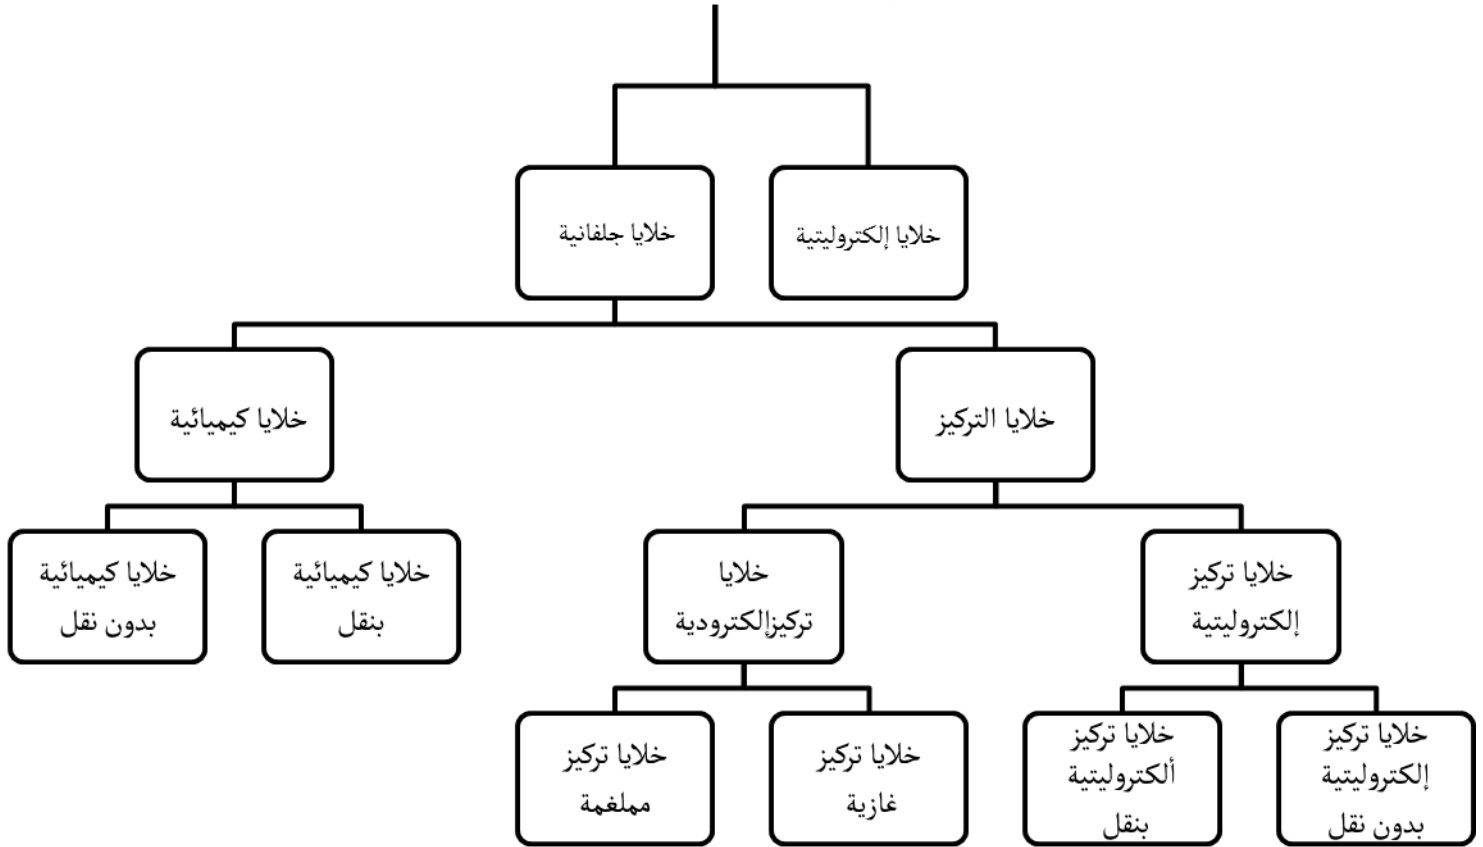 خلايا إلكتروليتية
خلايا جلفانية
خلايا التركيز
خلايا كيميائية
خلايا تركيز
إلكتروليتية
خلايا
تركيزإلكترودية
خلايا كيميائية
بنقل
خلايا كيميائية
بدون نقل
خلايا تركيز
إلكتروليتية
بدون نقل
خلايا تركيز
ألكتروليتية
بنقل
خلايا تركيز
غازية
خلايا تركيز
مملغمة